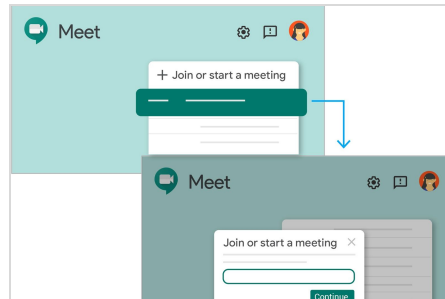 Meet
+ Join or start a meeting
Meet
Join or start a meeting
Continue